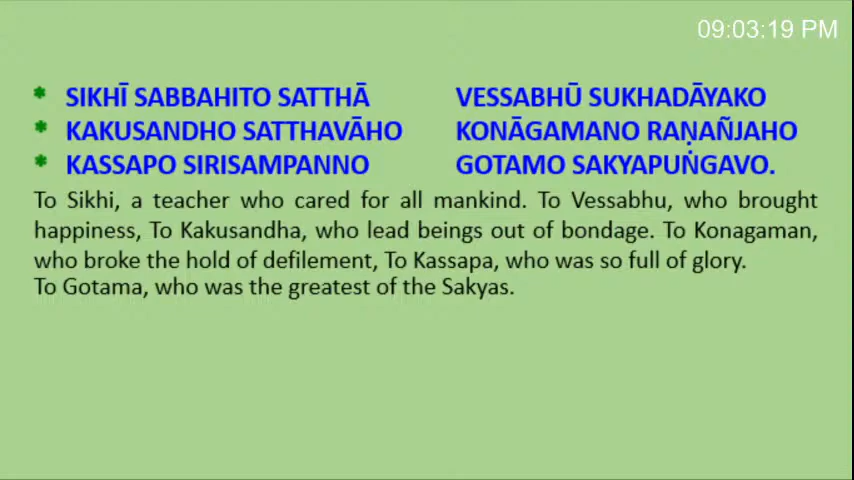 09:03:19 PM
* SIKHĪ SABBAHITO SATTHĀ VESSABHŪ SUKHADĀYAKO
* KAKUSANDHO SATTHAVĀHO KONĀGAMANO RAṆAÑJAHO
* KASSAPO SIRISAMPANNO GOTAMO SAKYAPUṄGAVO.
To Sikhi, a teacher who cared for all mankind. To Vessabhu, who brought
happiness, To Kakusandha, who lead beings out of bondage. To Konagaman,
who broke the hold of defilement, To Kassapa, who was so full of glory.
To Gotama, who was the greatest of the Sakyas.